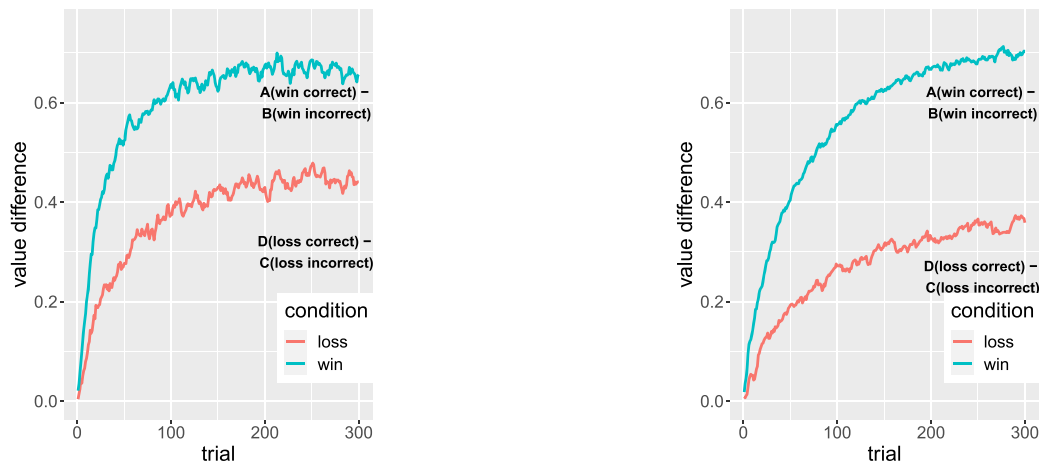 value difference
0.6
0.4
0.2
0.0
A(win correct) −
B(win incorrect)
D(loss correct) −
C(loss incorrect)
condition
loss
win
0
100
200
300
trial
value difference
0.6
0.4
0.2
0.0
A(win correct) −
B(win incorrect)
D(loss correct) −
C(loss incorrect)
condition
loss
win
0
100
200
300
trial